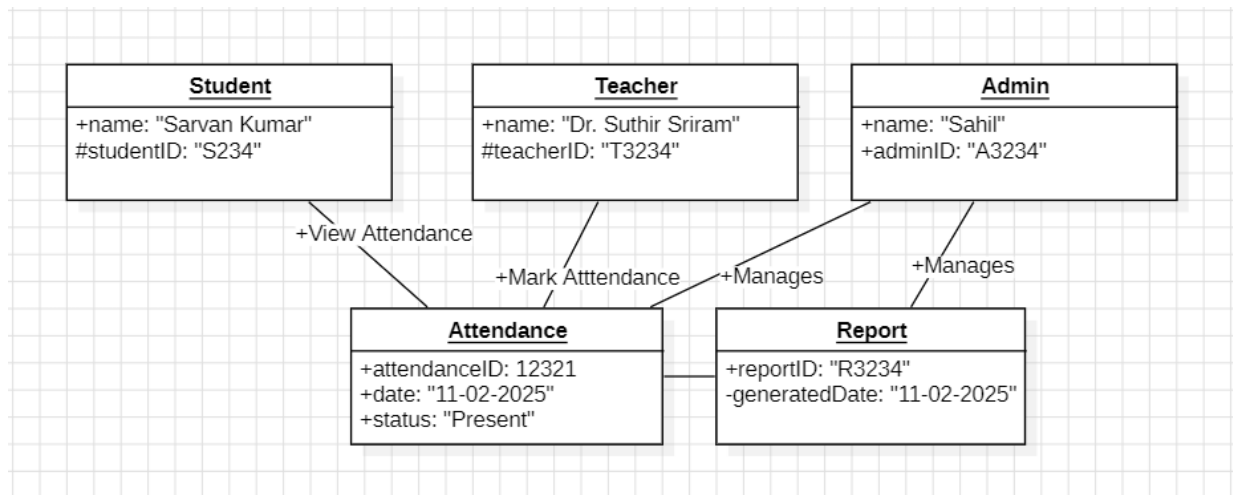 Student
+name: "Sarvan Kumar"
#studentID: "S234"
Teacher
+name: "Dr. Suthir Sriram"
#teacherID: "T3234"
Admin
+name: "Sahil"
+adminID: "A3234"
+View Attendance
+Mark Atttendance
+Manages
+Manages
Attendance
+attendanceID: 12321
+date: "11-02-2025"
+status: "Present"
Report
+reportID: "R3234"
-generatedDate: "11-02-2025"